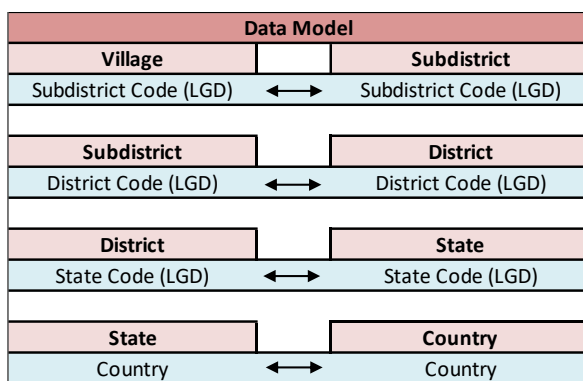 Data Model
Village Subdistrict
Subdistrict Code (LGD) Subdistrict Code (LGD)
Subdistrict District
District Code (LGD) District Code (LGD)
District State
State Code (LGD) State Code (LGD)
State Country
Country Country